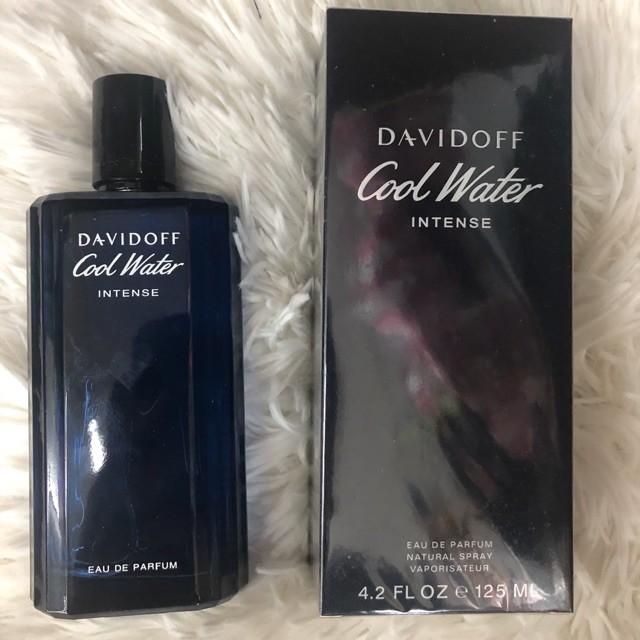 DAVIDOFF
Cool Water
INTENSE
EAU DE PARFUM
DAVIDOFF
Cool Water
INTENSE
EAU DE PARFUM
NATURAL SPRAY
VAPORISATEUR
4.2 FL OZ e 125 ML